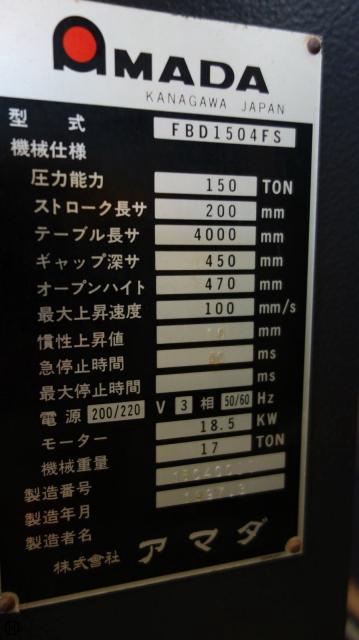 AMADA
KANAGAWA JAPAN
型式 FBD1504FS
機械仕様
圧力能力 150 TON
ストローク長サ 200 mm
テーブル長サ 4000 mm
ギャップ深サ 450 mm
オープンハイト 470 mm
最大上昇速度 100 mm/s
慣性上昇値 mm
急停止時間 ms
最大停止時間 ms
電源 200/220 V 3 相 50/60 Hz
モーター 18.5 KW
機械重量 17 TON
製造番号
製造年月
製造者名
株式會社 アマダ